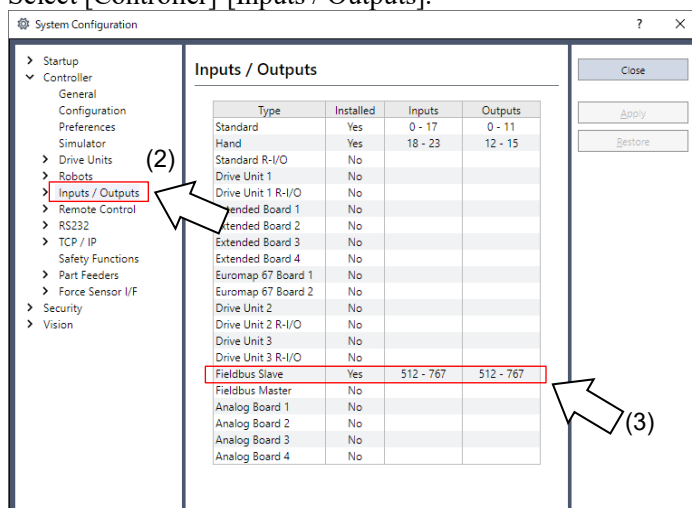 Select [Controller]-[Inputs / Outputs].
System Configuration
?
Startup
Controller
General
Configuration
Preferences
Simulator
Drive Units
(2)
Robots
Inputs / Outputs
Remote Control
RS232
TCP / IP
Safety Functions
Part Feeders
Force Sensor I/F
Security
Vision
Inputs / Outputs
Type Installed Inputs Outputs
Standard Yes 0 - 17 0 - 11
Hand Yes 18 - 23 12 - 15
Standard R-I/O No
Drive Unit 1 No
Drive Unit 1 R-I/O No
Extended Board 1 No
Extended Board 2 No
Extended Board 3 No
Extended Board 4 No
Euromap 67 Board 1 No
Euromap 67 Board 2 No
Drive Unit 2 No
Drive Unit 2 R-I/O No
Drive Unit 3 No
Drive Unit 3 R-I/O No
Fieldbus Slave Yes 512 - 767 512 - 767
Fieldbus Master No
Analog Board 1 No
Analog Board 2 No
Analog Board 3 No
Analog Board 4 No
(3)
Close
Apply
Restore